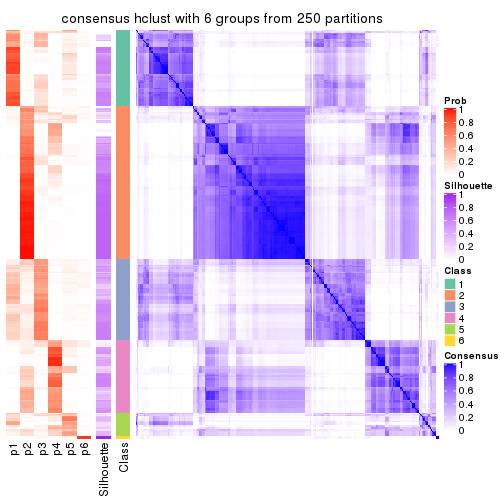 consensus hclust with 6 groups from 250 partitions
Prob
1
0.8
0.6
0.4
0.2
0
Silhouette
1
0.8
0.6
0.4
0.2
0
Class
1
2
3
4
5
6
Consensus
1
0.8
0.6
0.4
0.2
0
p1
p2
p3
p4
p5
p6
Silhouette
Class